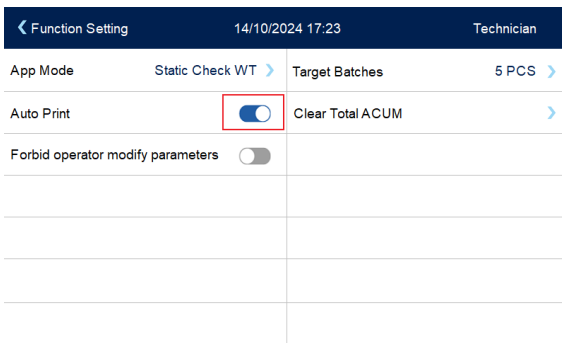 Function Setting 14/10/2024 17:23 Technician
App Mode Static Check WT Target Batches 5 PCS
Auto Print Clear Total ACUM
Forbid operator modify parameters